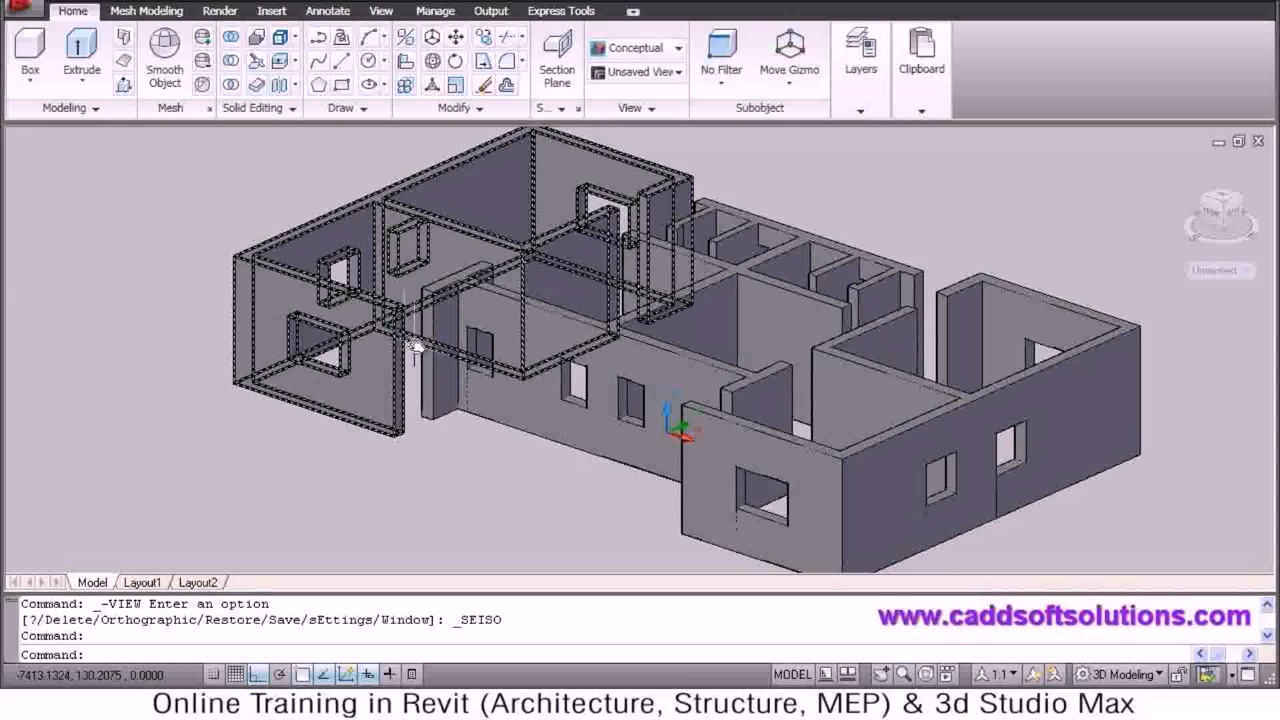 Home Mesh Modeling Render Insert Annotate View Manage Output Express Tools
Conceptual
Unsaved View
Box Extrude Smooth Object Section Plane No Filter Move Gizmo Layers Clipboard
Modeling Mesh Solid Editing Draw Modify S... View Subobject
Unnamed
Model Layout1 Layout2
Command: _-VIEW Enter an option
[?/Delete/Orthographic/Restore/Save/sEttings/Window]: _SEISO
Command:
Command:
www.caddsoftsolutions.com
-7413.1324, 130.2075, 0.0000 MODEL 1:1 3D Modeling
Online Training in Revit (Architecture, Structure, MEP) & 3d Studio Max